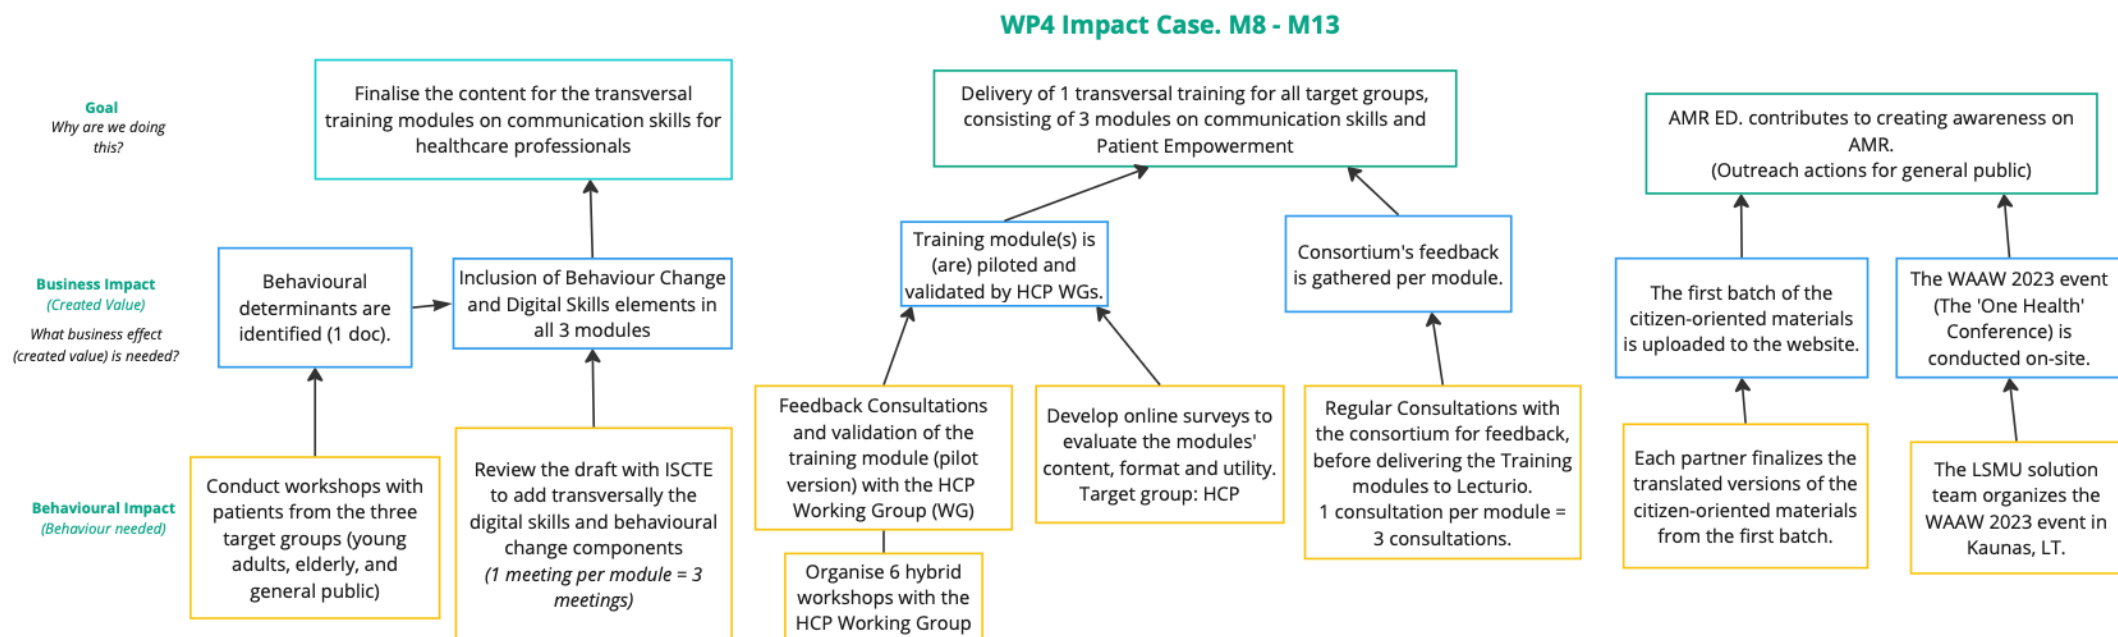 WP4 Impact Case. M8 - M13
Goal
Why are we doing
this?
Finalise the content for the transversal
training modules on communication skills for
healthcare professionals
Delivery of 1 transversal training for all target groups,
consisting of 3 modules on communication skills and
Patient Empowerment
AMR ED. contributes to creating awareness on
AMR.
(Outreach actions for general public)
Business Impact
(Created Value)
What business effect
(created value) is needed?
Behavioural
determinants are
identified (1 doc).
Inclusion of Behaviour Change
and Digital Skills elements in
all 3 modules
Training module(s) is
(are) piloted and
validated by HCP WGs.
Consortium's feedback
is gathered per module.
The first batch of the
citizen-oriented materials
is uploaded to the website.
The WAAW 2023 event
(The 'One Health'
Conference) is
conducted on-site.
Behavioural Impact
(Behaviour needed)
Conduct workshops with
patients from the three
target groups (young
adults, elderly, and
general public)
Review the draft with ISCTE
to add transversally the
digital skills and behavioural
change components
(1 meeting per module = 3
meetings)
Feedback Consultations
and validation of the
training module (pilot
version) with the HCP
Working Group (WG)
Organise 6 hybrid
workshops with the
HCP Working Group
Develop online surveys to
evaluate the modules'
content, format and utility.
Target group: HCP
Regular Consultations with
the consortium for feedback,
before delivering the Training
modules to Lecturio.
1 consultation per module =
3 consultations.
Each partner finalizes the
translated versions of the
citizen-oriented materials
from the first batch.
The LSMU solution
team organizes the
WAAW 2023 event in
Kaunas, LT.